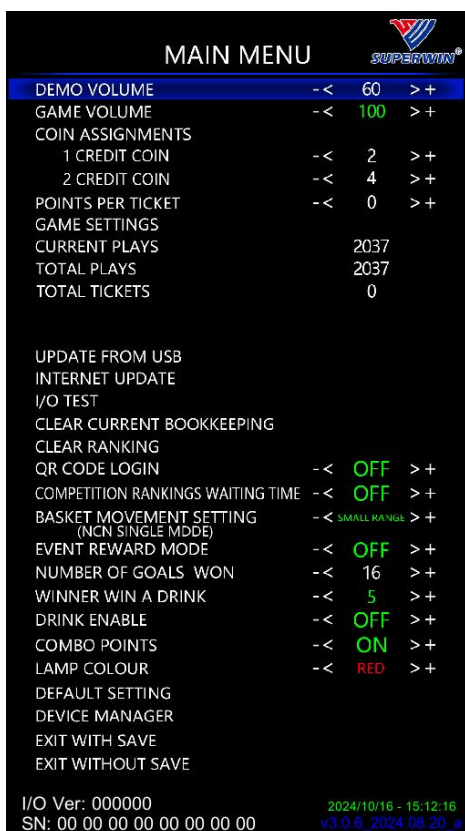 MAIN MENU
SUPERWIN®
DEMO VOLUME -< 60 >+
GAME VOLUME -< 100 >+
COIN ASSIGNMENTS
1 CREDIT COIN -< 2 >+
2 CREDIT COIN -< 4 >+
POINTS PER TICKET -< 0 >+
GAME SETTINGS
CURRENT PLAYS 2037
TOTAL PLAYS 2037
TOTAL TICKETS 0
UPDATE FROM USB
INTERNET UPDATE
I/O TEST
CLEAR CURRENT BOOKKEEPING
CLEAR RANKING
QR CODE LOGIN -< OFF >+
COMPETITION RANKINGS WAITING TIME -< OFF >+
BASKET MOVEMENT SETTING -< SMALL RANGE >+
(NCN SINGLE MDDE)
EVENT REWARD MODE -< OFF >+
NUMBER OF GOALS WON -< 16 >+
WINNER WIN A DRINK -< 5 >+
DRINK ENABLE -< OFF >+
COMBO POINTS -< ON >+
LAMP COLOUR -< RED >+
DEFAULT SETTING
DEVICE MANAGER
EXIT WITH SAVE
EXIT WITHOUT SAVE
I/O Ver: 000000 2024/10/16 - 15:12:16
SN: 00 00 00 00 00 00 00 00 v3.0.6_2024.08.20_a